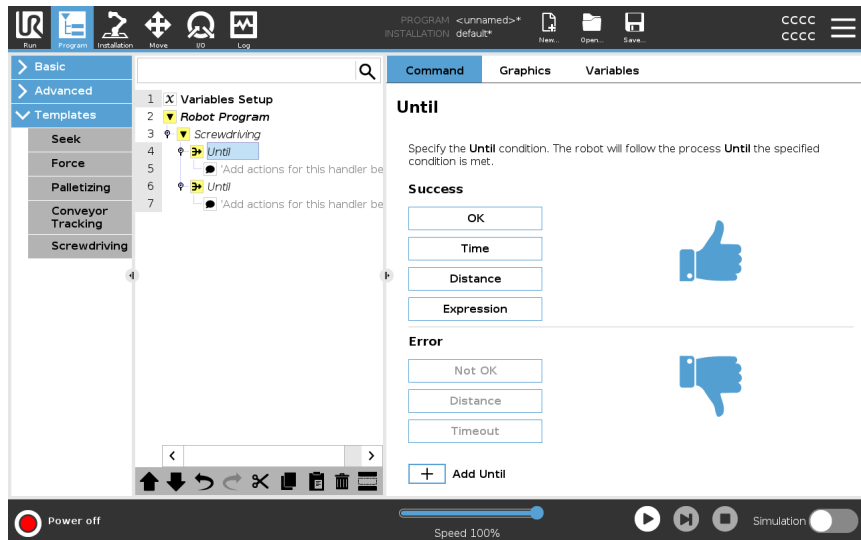 UR
PROGRAM <unnamed>*
INSTALLATION default*
CCCC
CCCC
Run
Program
Installation
Move
I/O
Log
New...
Open...
Save...
Basic
Advanced
Templates
Seek
Force
Palletizing
Conveyor
Tracking
Screwdriving
1 X Variables Setup
2 Robot Program
3 Screwdriving
4 Until
5 'Add actions for this handler be
6 Until
7 'Add actions for this handler be
Command Graphics Variables
Until
Specify the Until condition. The robot will follow the process Until the specified
condition is met.
Success
OK
Time
Distance
Expression
Error
Not OK
Distance
Timeout
+ Add Until
Power off
Speed 100%
Simulation